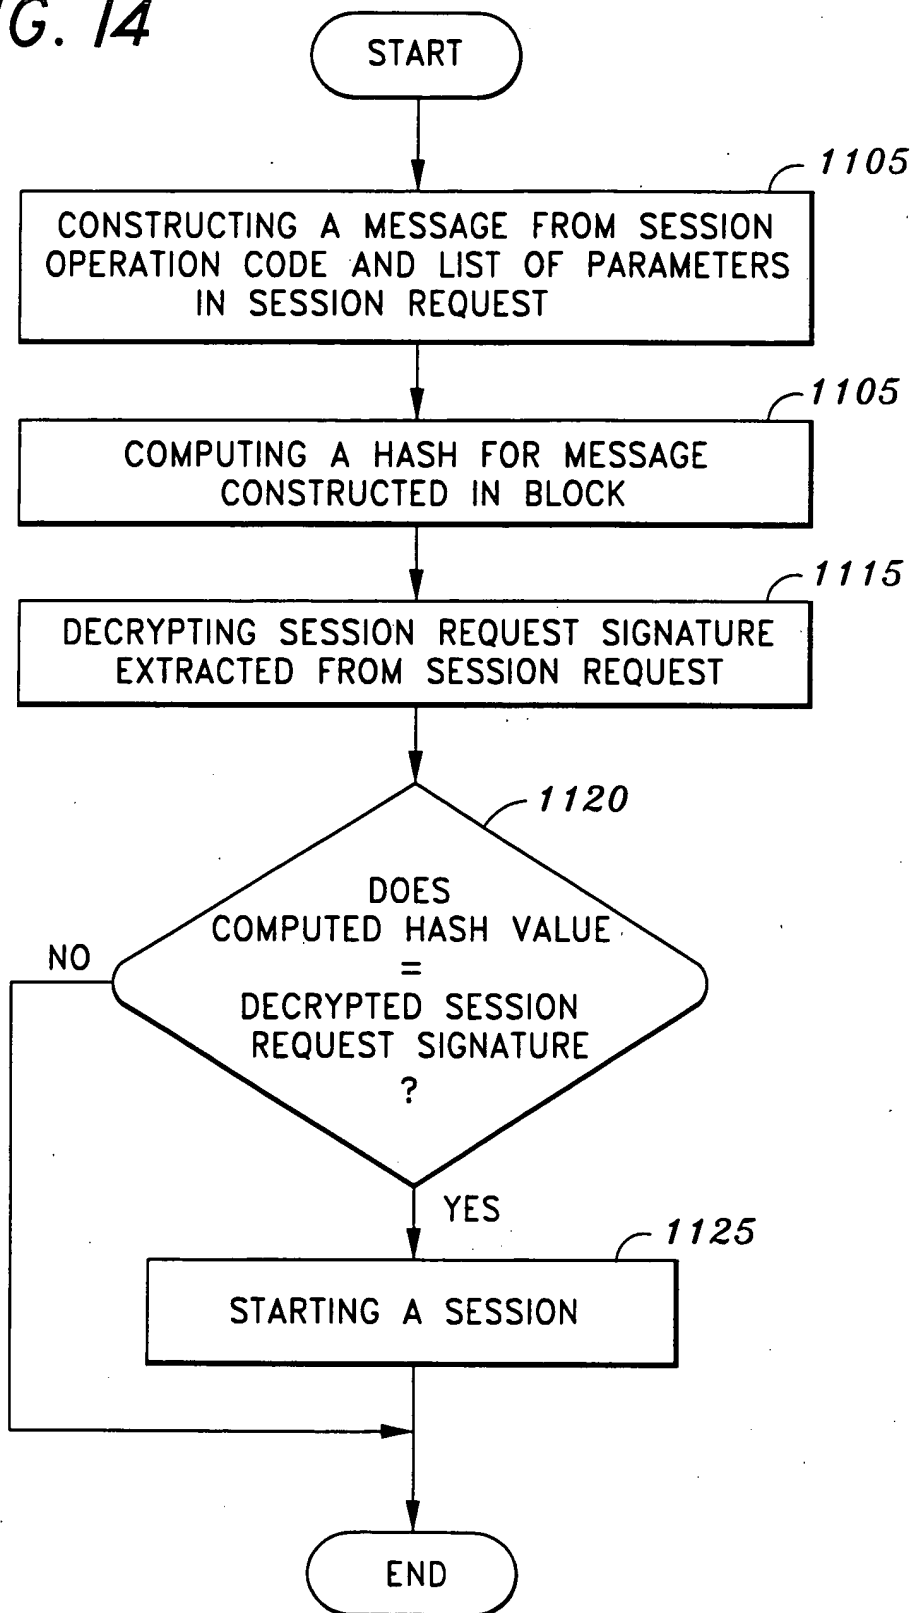 FIG. 14
START
1105
CONSTRUCTING A MESSAGE FROM SESSION
OPERATION CODE AND LIST OF PARAMETERS
IN SESSION REQUEST
1105
COMPUTING A HASH FOR MESSAGE
CONSTRUCTED IN BLOCK
1115
DECRYPTING SESSION REQUEST SIGNATURE
EXTRACTED FROM SESSION REQUEST
1120
DOES
COMPUTED HASH VALUE
=
DECRYPTED SESSION
REQUEST SIGNATURE
?
NO
YES
1125
STARTING A SESSION
END